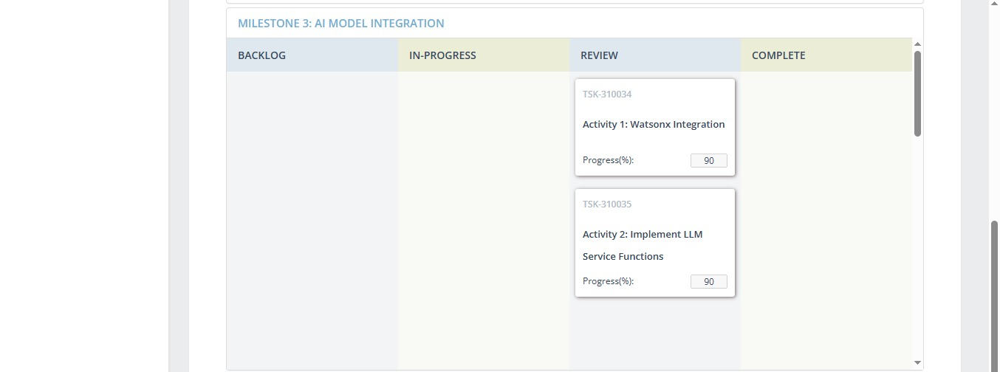 MILESTONE 3: AI MODEL INTEGRATION
BACKLOG
IN-PROGRESS
REVIEW
COMPLETE
TSK-310034
Activity 1: Watsonx Integration
Progress(%): 90
TSK-310035
Activity 2: Implement LLM
Service Functions
Progress(%): 90